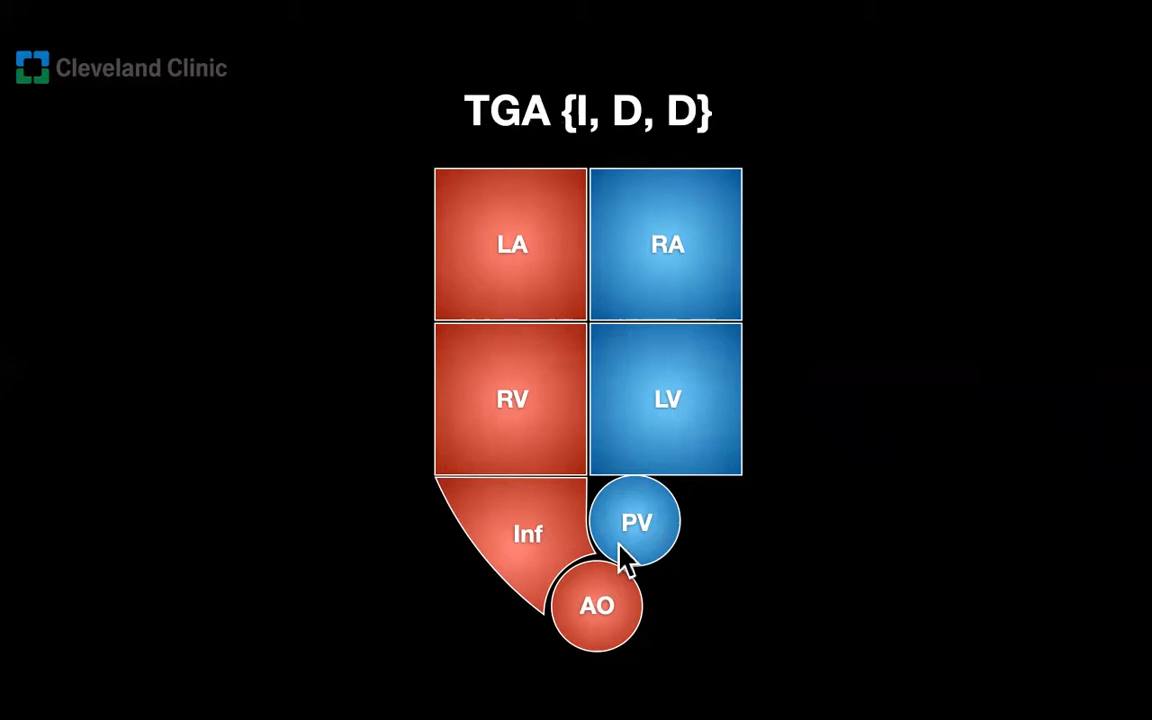 Cleveland Clinic
TGA {I, D, D}
LA
RA
RV
LV
Inf
PV
AO